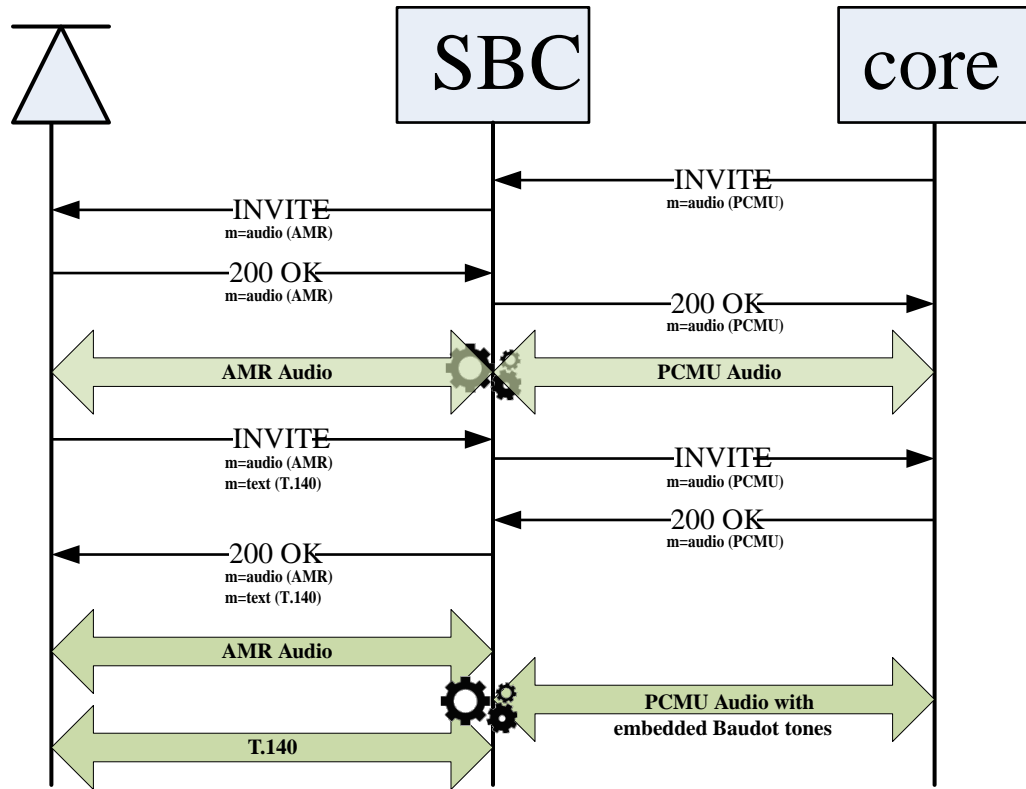 SBC
core
INVITE
m=audio (PCMU)
INVITE
m=audio (AMR)
200 OK
m=audio (AMR)
200 OK
m=audio (PCMU)
AMR Audio
PCMU Audio
INVITE
m=audio (AMR)
m=text (T.140)
INVITE
m=audio (PCMU)
200 OK
m=audio (PCMU)
200 OK
m=audio (AMR)
m=text (T.140)
AMR Audio
PCMU Audio with
embedded Baudot tones
T.140